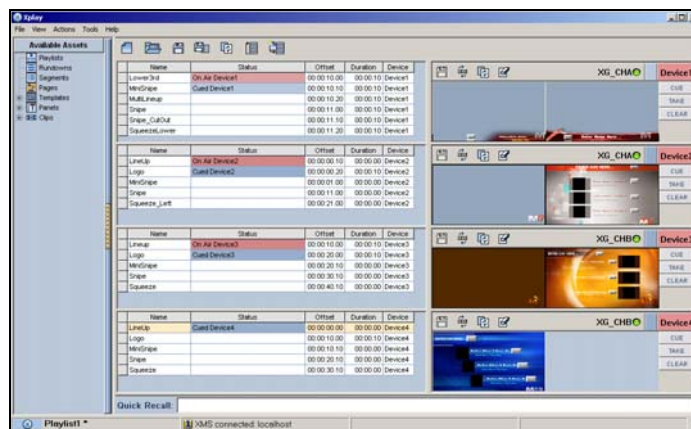 Xplay
File View Actions Tools Help
Available Assets
Playlists
Rundowns
Segments
Pages
Templates
Panels
Clips
Name Status Offset Duration Device
Lower3rd On Air Device1 00:00:10.00 00:00:10 Device1
MiniSnipe Cued Device1 00:00:10.10 00:00:10 Device1
MultiLineup 00:00:10.20 00:00:10 Device1
Snipe 00:00:11.00 00:00:10 Device1
Snipe_CutOut 00:00:11.10 00:00:10 Device1
SqueezeLower 00:00:11.20 00:00:10 Device1
XG_CHA Device1
CUE
TAKE
CLEAR
Name Status Offset Duration Device
LineUp On Air Device2 00:00:00.10 00:00.00 Device2
Logo Cued Device2 00:00:00.20 00:00.00 Device2
MiniSnipe 00:00:01.00 00:00.00 Device2
Snipe 00:00:11.00 00:00.00 Device2
Squeeze_Left 00:00:21.00 00:00.00 Device2
XG_CHA Device2
CUE
TAKE
CLEAR
Name Status Offset Duration Device
Lineup On Air Device3 00:00:10.00 00:00:10 Device3
Logo Cued Device3 00:00:20.00 00:00:10 Device3
MiniSnipe 00:00:20.10 00:00:10 Device3
Snipe 00:00:30.10 00:00.00 Device3
Squeeze 00:00:40.10 00:00.00 Device3
XG_CHB Device3
CUE
TAKE
CLEAR
Name Status Offset Duration Device
LineUp Cued Device4 00:00:00.00 00:00.00 Device4
Logo 00:00:10.00 00:00.00 Device4
MiniSnipe 00:00:10.10 00:00.00 Device4
Snipe 00:00:20.10 00:00.00 Device4
Squeeze 00:00:30.10 00:00.00 Device4
XG_CHB Device4
CUE
TAKE
CLEAR
Quick Recall:
Playlist1 * XMS connected: localhost